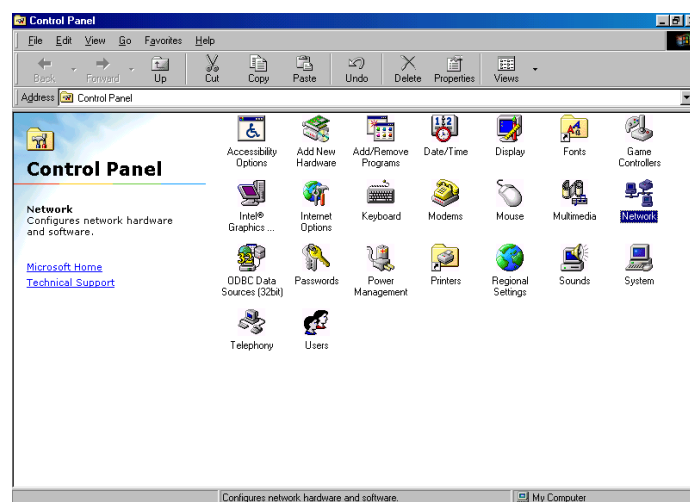 Control Panel
File Edit View Go Favorites Help
Back Forward Up Cut Copy Paste Undo Delete Properties Views
Address Control Panel
Control Panel
Network
Configures network hardware
and software.
Microsoft Home
Technical Support
Accessibility
Options
Add New
Hardware
Add/Remove
Programs
Date/Time
Display
Fonts
Game
Controllers
Intel®
Graphics ...
Internet
Options
Keyboard
Modems
Mouse
Multimedia
Network
ODBC Data
Sources (32bit)
Passwords
Power
Management
Printers
Regional
Settings
Sounds
System
Telephony
Users
Configures network hardware and software.
My Computer